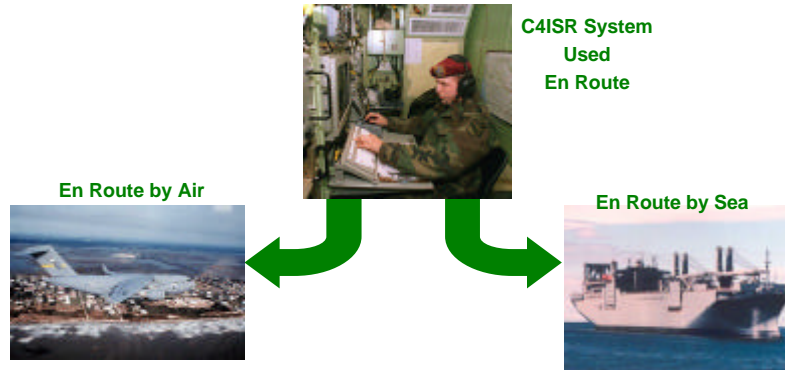 C4ISR System
Used
En Route
En Route by Air
En Route by Sea